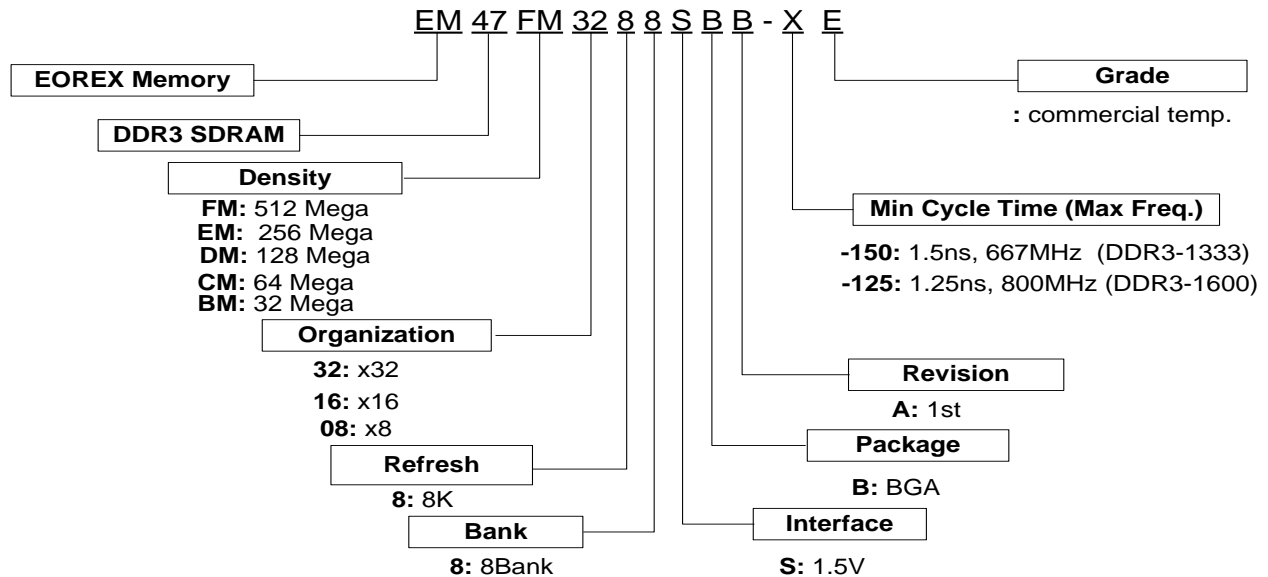 EM 47 FM 32 8 8 S B B - X E
EOREX Memory
DDR3 SDRAM
Density
FM: 512 Mega
EM: 256 Mega
DM: 128 Mega
CM: 64 Mega
BM: 32 Mega
Organization
32: x32
16: x16
08: x8
Refresh
8: 8K
Bank
8: 8Bank
Grade
: commercial temp.
Min Cycle Time (Max Freq.)
-150: 1.5ns, 667MHz (DDR3-1333)
-125: 1.25ns, 800MHz (DDR3-1600)
Revision
A: 1st
Package
B: BGA
Interface
S: 1.5V